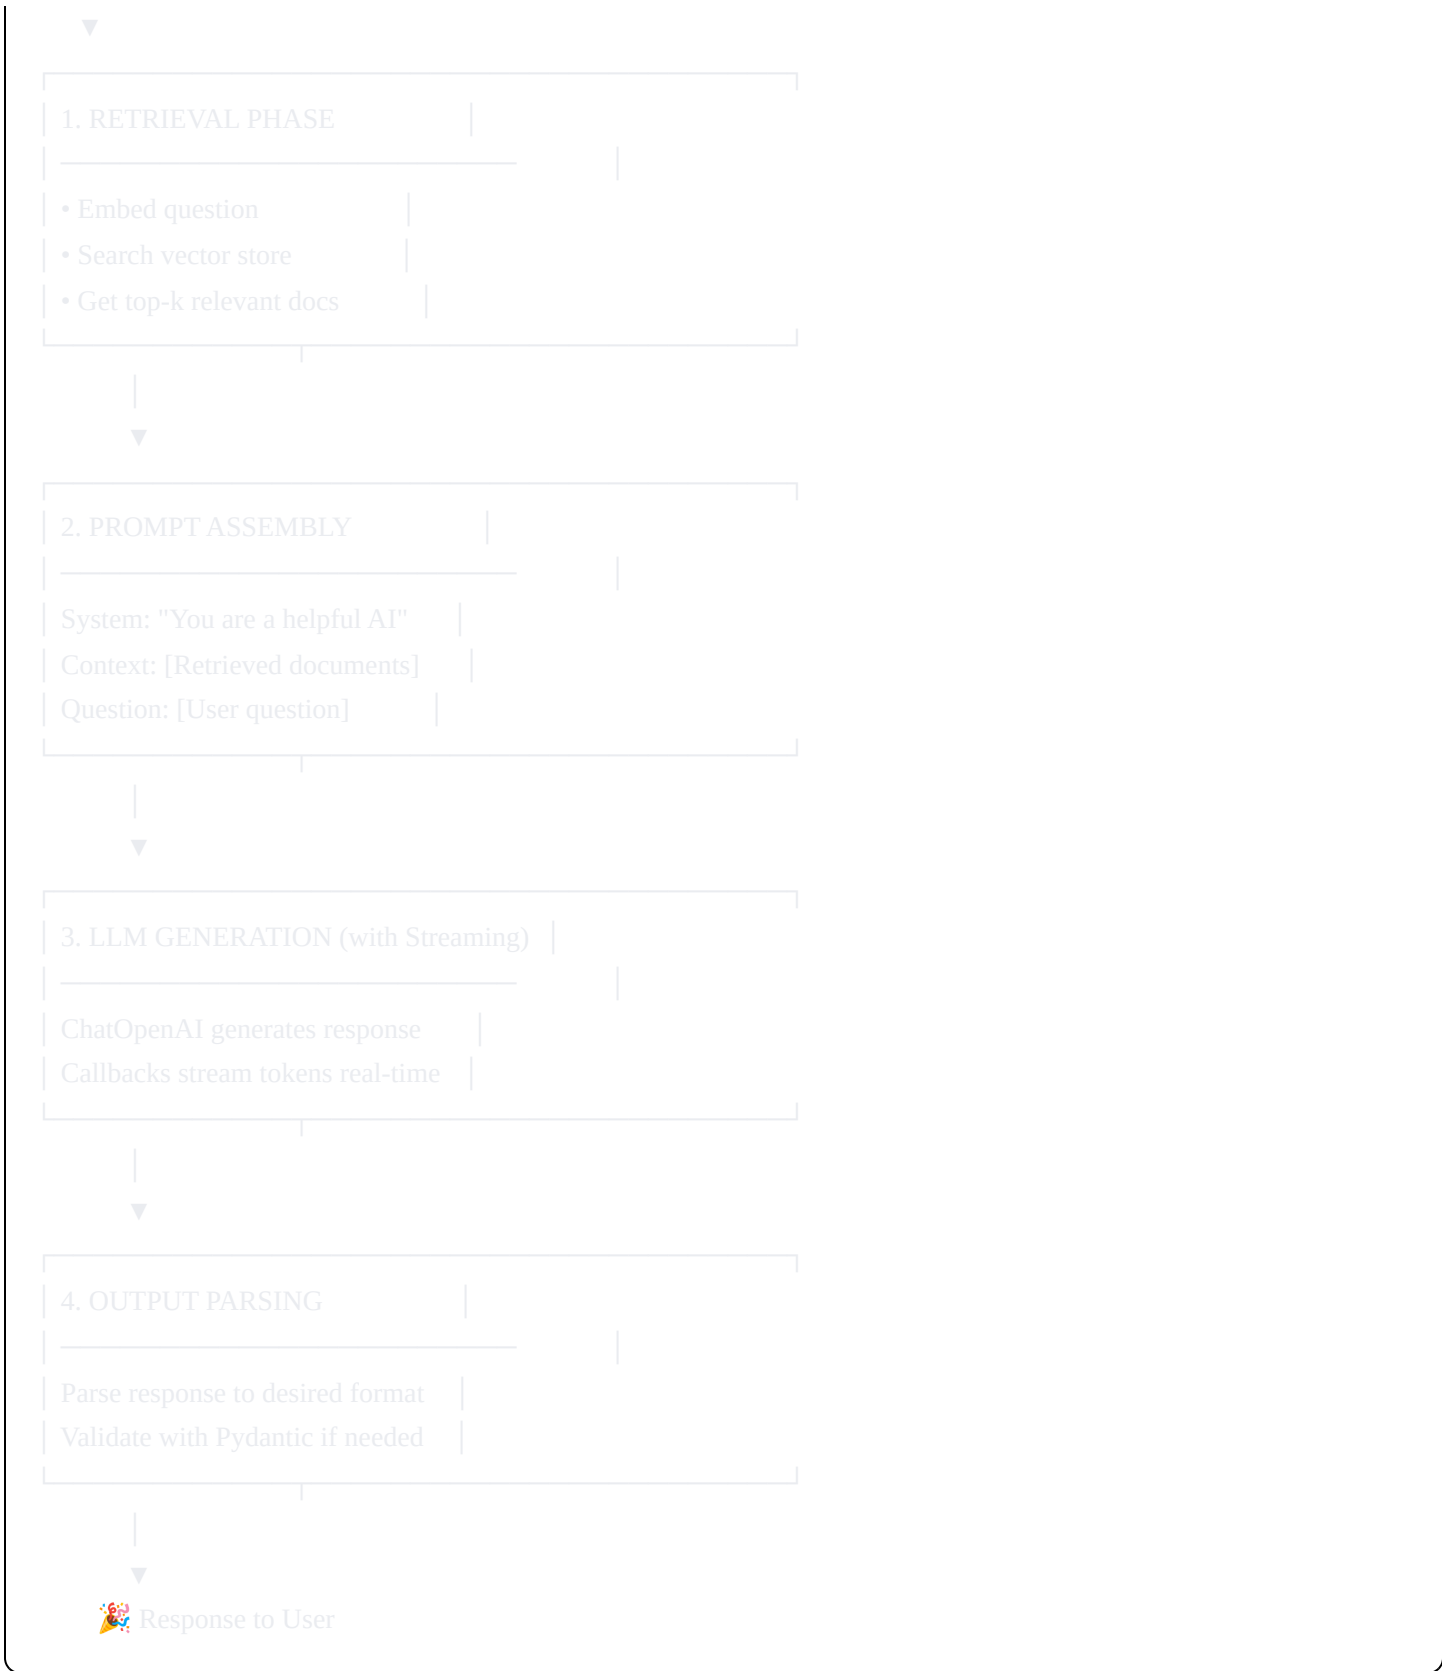 ▼
┌─────────────────────────────────────────────┐
│ 1. RETRIEVAL PHASE │
│ ─────────────────────────── │
│ • Embed question │
│ • Search vector store │
│ • Get top-k relevant docs │
└───────────────┬─────────────────────────────┘
│
▼
┌─────────────────────────────────────────────┐
│ 2. PROMPT ASSEMBLY │
│ ─────────────────────────── │
│ System: "You are a helpful AI" │
│ Context: [Retrieved documents] │
│ Question: [User question] │
└───────────────┬─────────────────────────────┘
│
▼
┌─────────────────────────────────────────────┐
│ 3. LLM GENERATION (with Streaming) │
│ ─────────────────────────── │
│ ChatOpenAI generates response │
│ Callbacks stream tokens real-time │
└───────────────┬─────────────────────────────┘
│
▼
┌─────────────────────────────────────────────┐
│ 4. OUTPUT PARSING │
│ ─────────────────────────── │
│ Parse response to desired format │
│ Validate with Pydantic if needed │
└───────────────┬─────────────────────────────┘
│
▼
🎉 Response to User